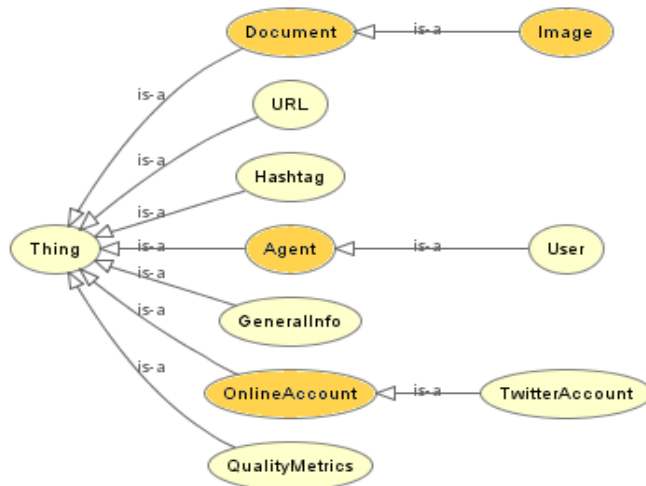 Document
is-a
Image
is-a
URL
is-a
Hashtag
is-a
Thing
is-a
Agent
is-a
User
is-a
GeneralInfo
is-a
OnlineAccount
is-a
TwitterAccount
is-a
QualityMetrics